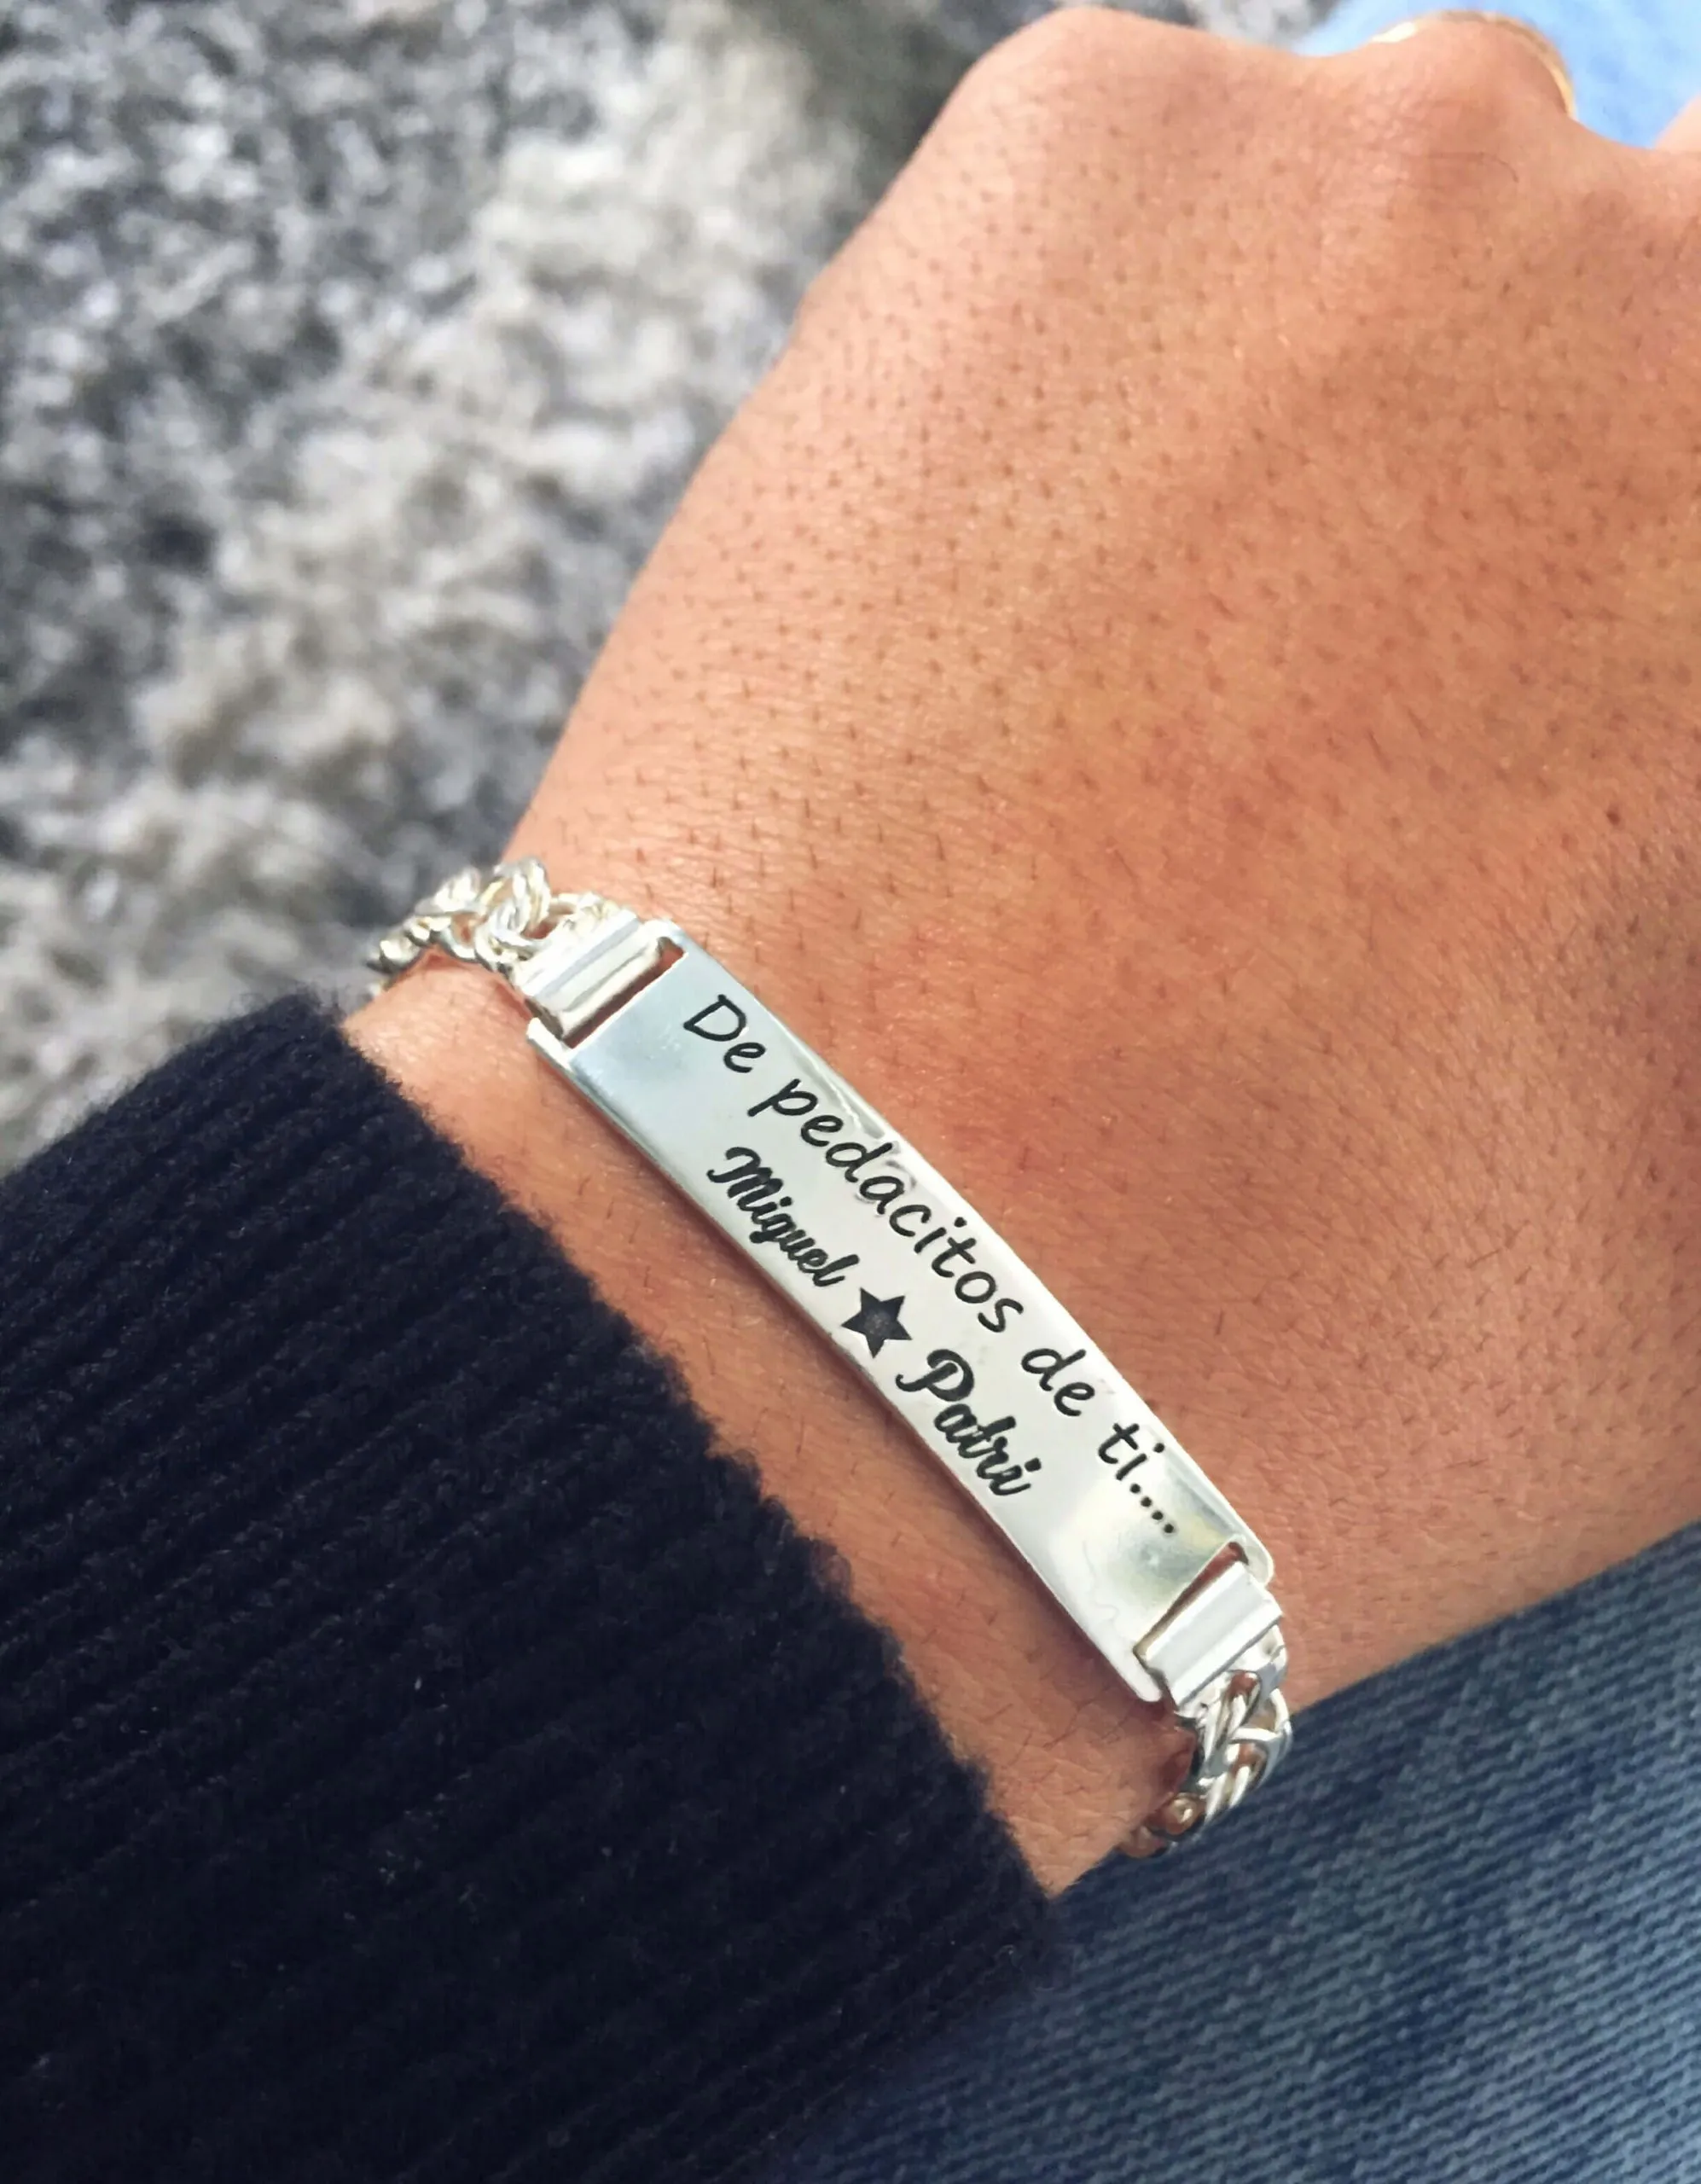 De pedacitos de ti....
Miguel ★ Patri